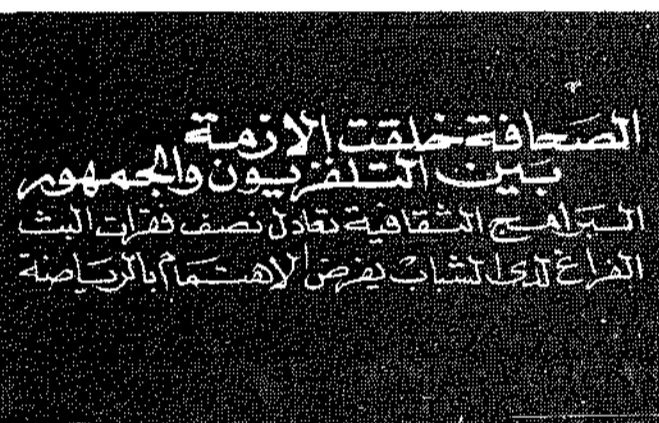 الصحافة خلقت الازمة
بين التلفزيون والجمهور
البرامج الثقافية تعادل نصف فقرات البث
الفراغ لدى الشباب يفرض الاهتمام بالرياضة